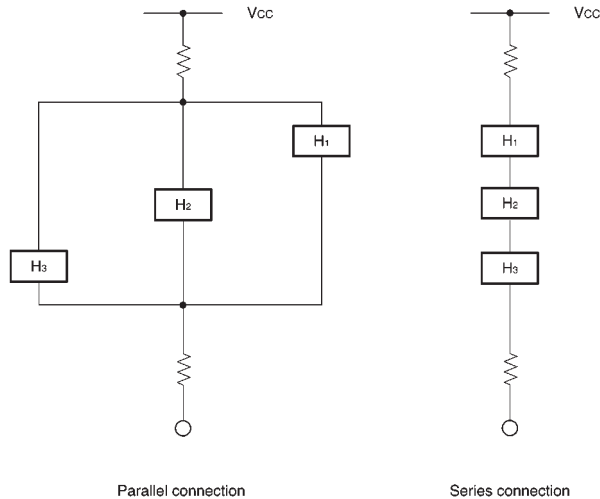 Vcc
Vcc
H1
H1
H2
H2
H3
H3
Parallel connection
Series connection